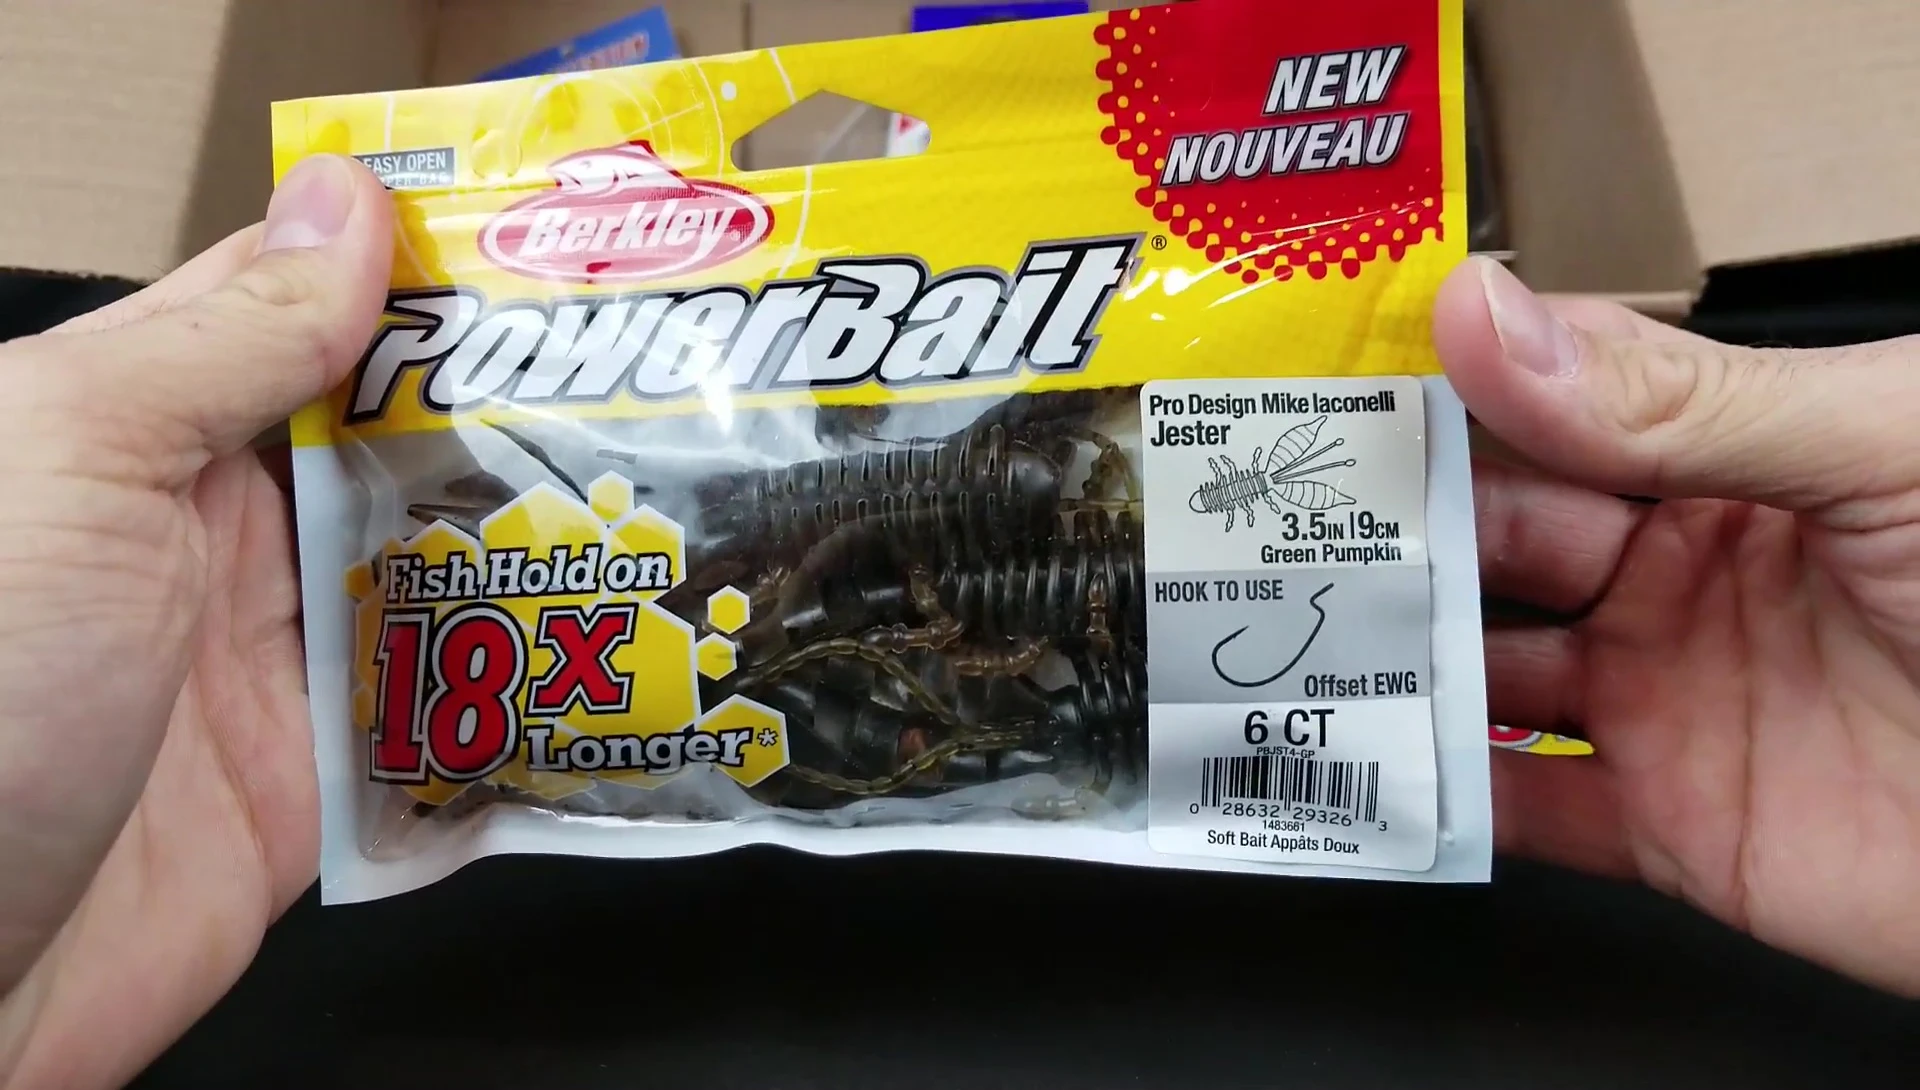 NEW
NOUVEAU
EASY OPEN
Berkley
PowerBait®
Pro Design Mike Iaconelli
Jester
3.5IN|9CM
Green Pumpkin
Fish Hold on
18X
Longer*
HOOK TO USE
Offset EWG
6 CT
PBJST4-GP
0 28632 29326 3
1483661
Soft Bait Appâts Doux